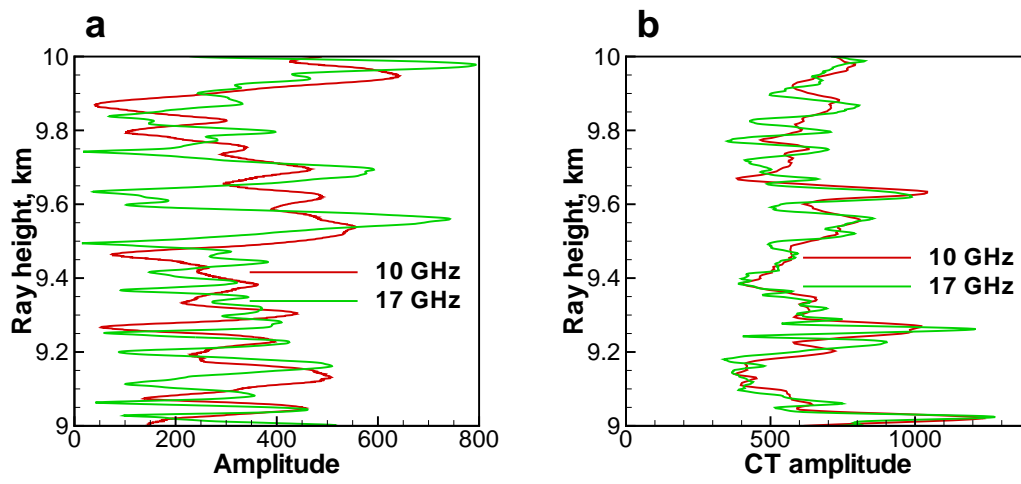 a
10
9.8
9.6
9.4
9.2
9
Ray height, km
10 GHz
17 GHz
0 200 400 600 800
Amplitude
b
10
9.8
9.6
9.4
9.2
9
Ray height, km
10 GHz
17 GHz
0 500 1000
CT amplitude